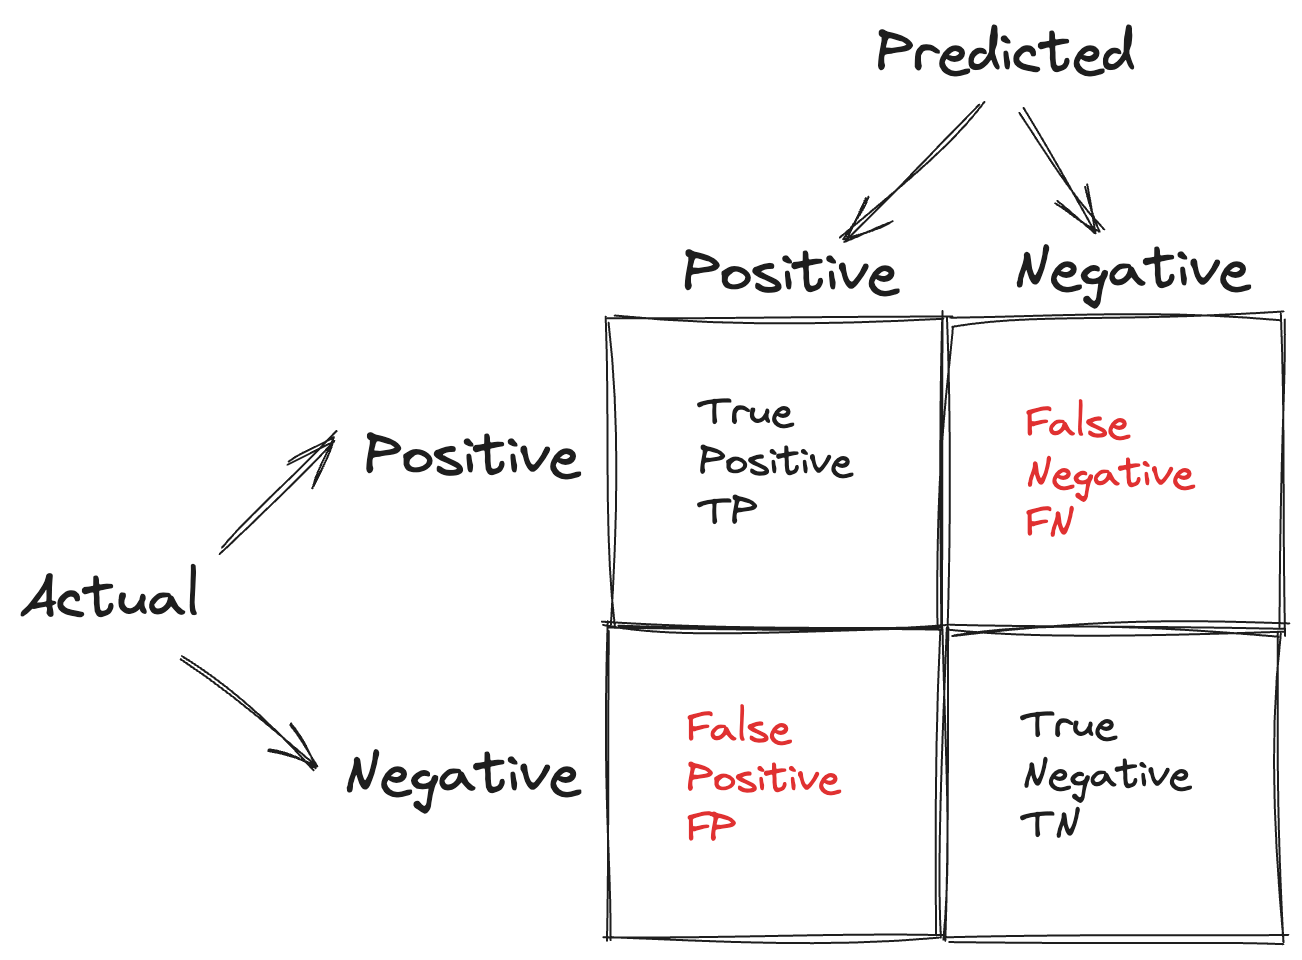 Predicted
Positive
Negative
Actual
Positive
True
Positive
TP
False
Negative
FN
Negative
False
Positive
FP
True
Negative
TN